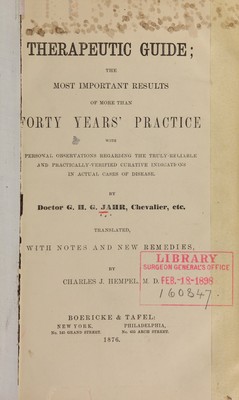 THERAPEUTIC GUIDE;
THE
MOST IMPORTANT RESULTS
OF MORE THAN
FORTY YEARS' PRACTICE
WITH
PERSONAL OBSERVATIONS REGARDING THE TRULY-RELIABLE
AND PRACTICALLY-VERIFIED CURATIVE INDICATIONS
IN ACTUAL CASES OF DISEASE.
BY
Doctor G. H. G. JAHR, Chevalier, etc.
TRANSLATED,
WITH NOTES AND NEW REMEDIES,
BY
CHARLES J. HEMPEL, M. D.
LIBRARY
SURGEON GENERAL'S OFFICE
FEB.-18-1898
160847.
BOERICKE & TAFEL:
NEW YORK, PHILADELPHIA,
No. 145 GRAND STREET. No. 635 ARCH STREET.
1876.